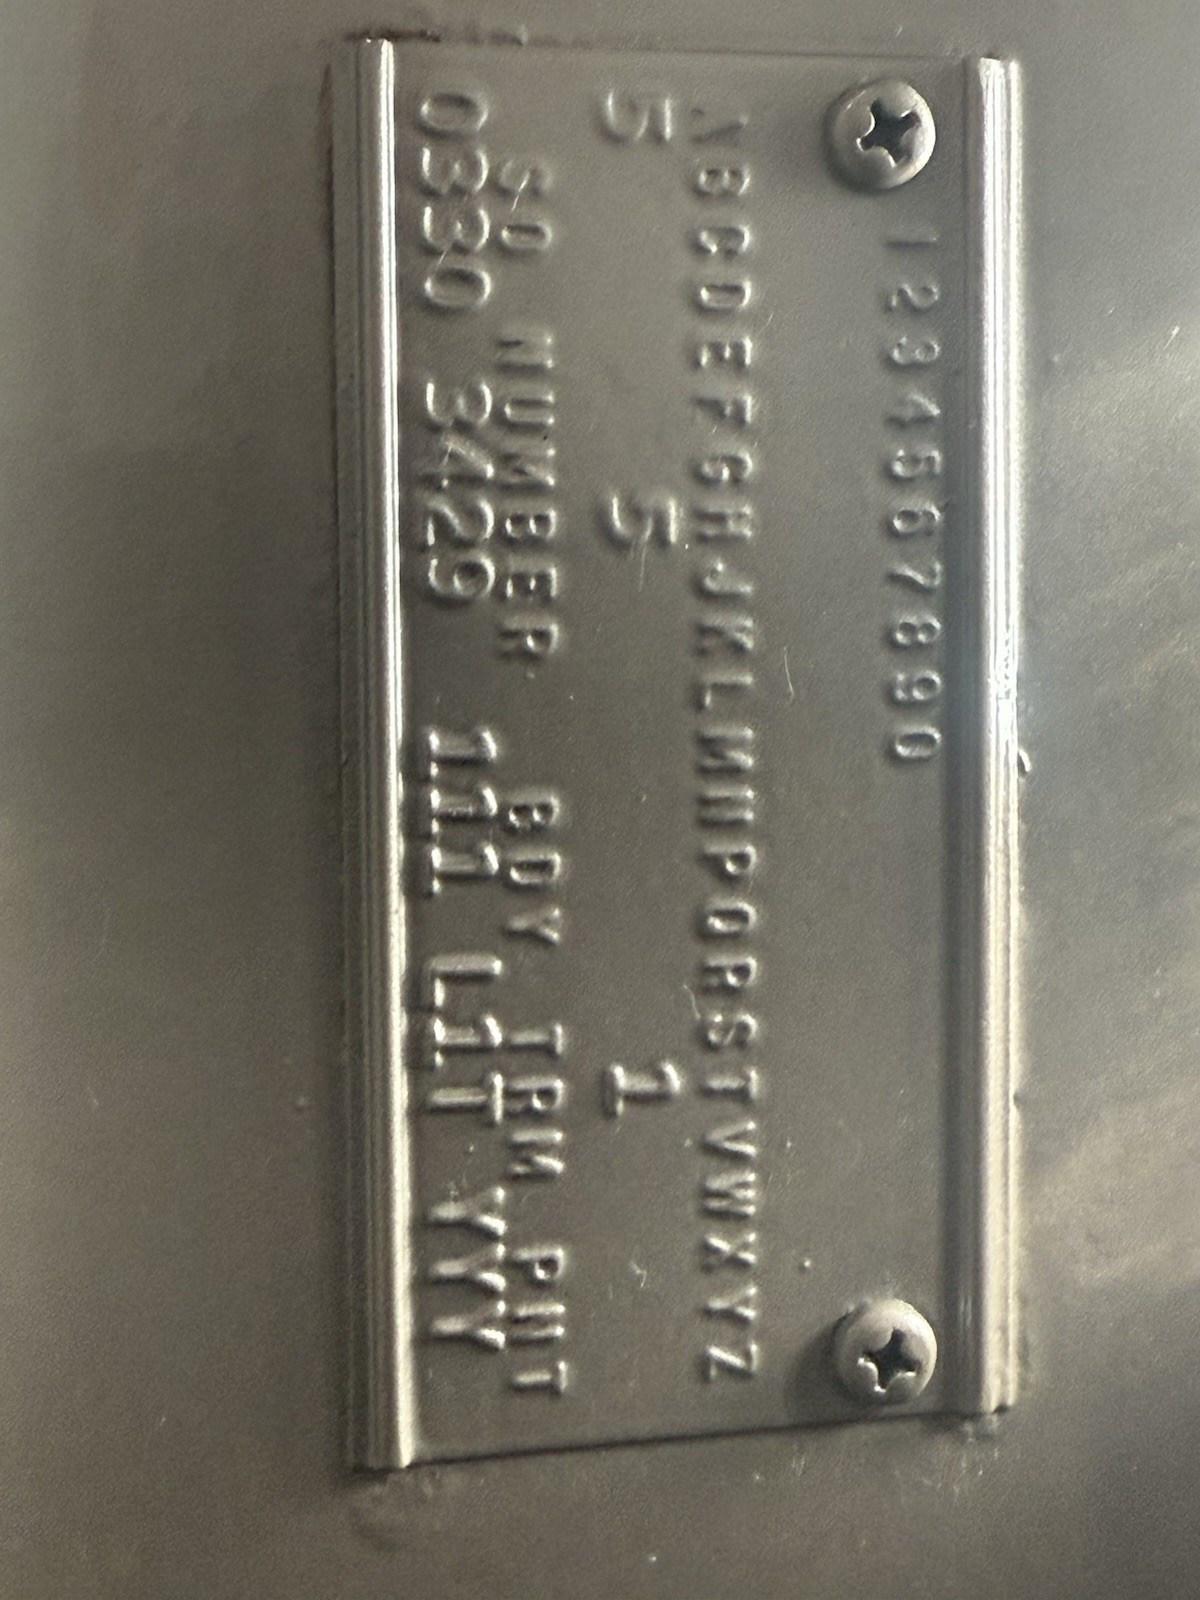 1234567890
ABCDEFGHJKLMNPQRSTVWXYZ
5 5 1
SO NUMBER BDY TRM PNT
0330 3429 111 L1T YYY